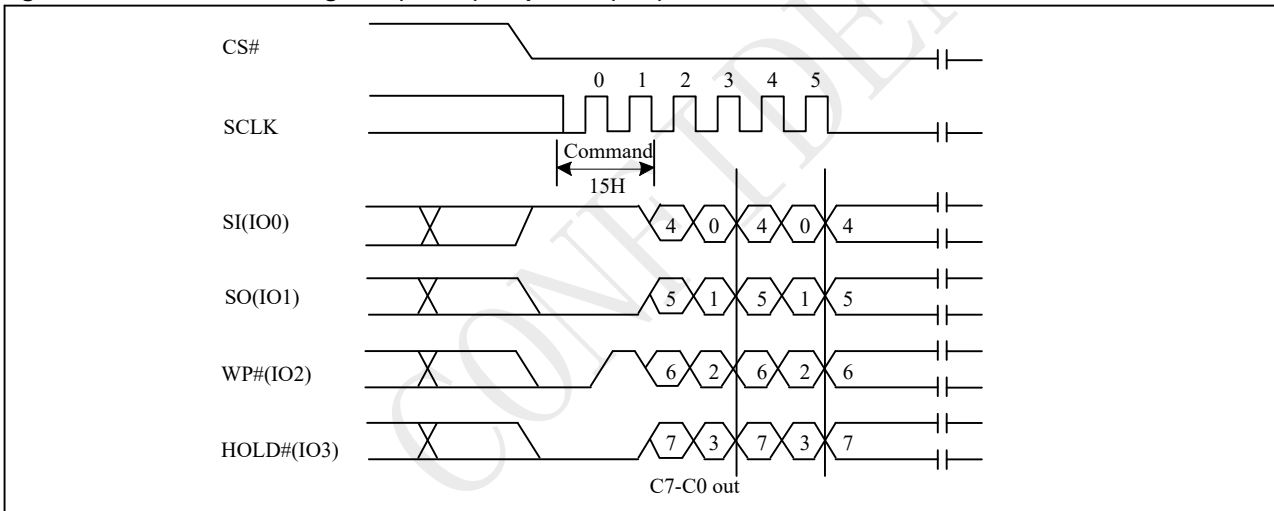 CS#
0 1 2 3 4 5
SCLK
Command
15H
SI(IO0)
4 0 4 0 4
SO(IO1)
5 1 5 1 5
WP#(IO2)
6 2 6 2 6
HOLD#(IO3)
7 3 7 3 7
C7-C0 out